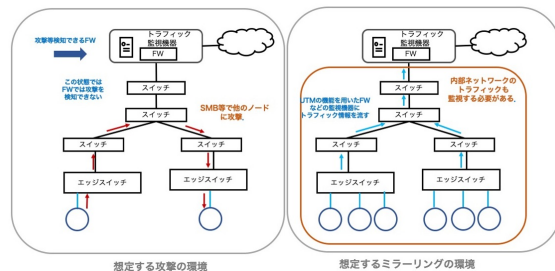 攻撃等検知できるFW
トラフィック
監視機器
FW
この状態では
FWでは攻撃を
検知できない
スイッチ
スイッチ
SMB等で他のノード
に攻撃.
スイッチ
スイッチ
エッジスイッチ
エッジスイッチ
想定する攻撃の環境
トラフィック
監視機器
FW
内部ネットワークの
トラフィックも
監視する必要がある.
スイッチ
UTMの機能を用いたFW
などの監視機器に
トラフィック情報を流す
スイッチ
スイッチ
スイッチ
エッジスイッチ
エッジスイッチ
想定するミラーリングの環境